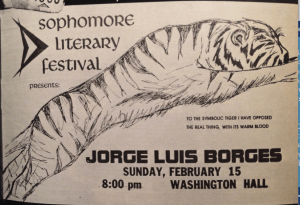 sophomore
literary
festival
presents:
TO THE SYMBOLIC TIGER I HAVE OPPOSED
THE REAL THING, WITH ITS WARM BLOOD
JORGE LUIS BORGES
SUNDAY, FEBRUARY 15
8:00 pm WASHINGTON HALL